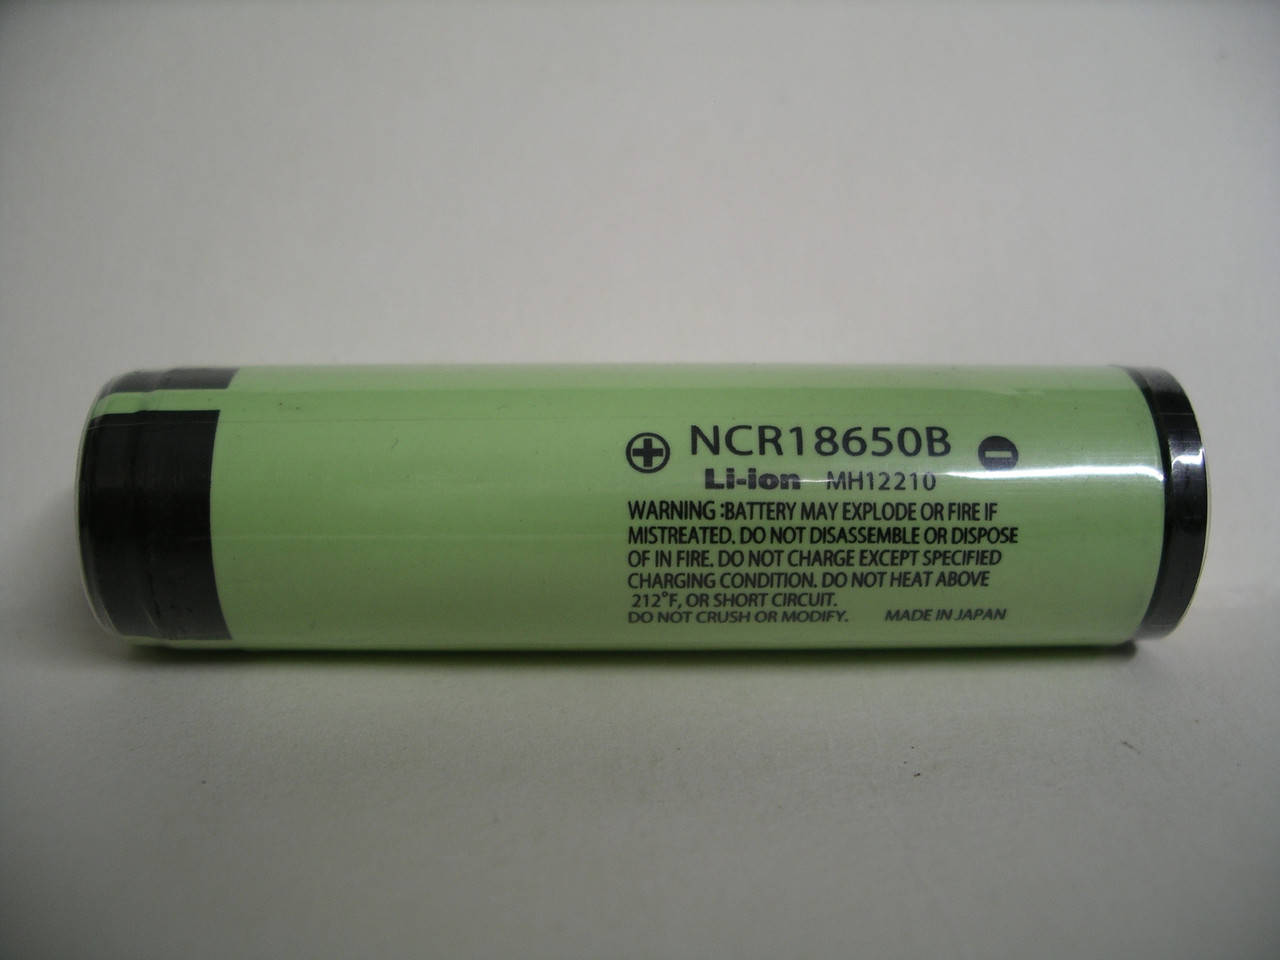 NCR18650B
Li-ion MH12210
WARNING :BATTERY MAY EXPLODE OR FIRE IF
MISTREATED. DO NOT DISASSEMBLE OR DISPOSE
OF IN FIRE. DO NOT CHARGE EXCEPT SPECIFIED
CHARGING CONDITION. DO NOT HEAT ABOVE
212°F, OR SHORT CIRCUIT.
DO NOT CRUSH OR MODIFY. MADE IN JAPAN